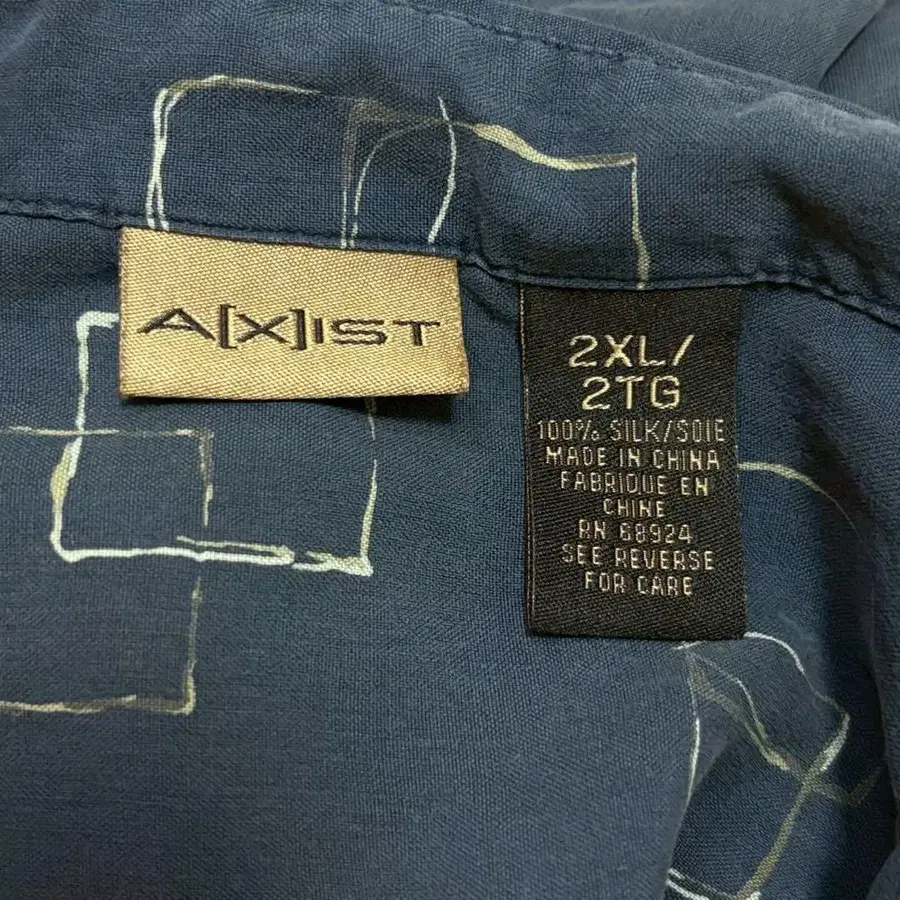 A[X]IST
2XL/
2TG
100% SILK/SOIE
MADE IN CHINA
FABRIQUE EN
CHINE
RN 68924
SEE REVERSE
FOR CARE